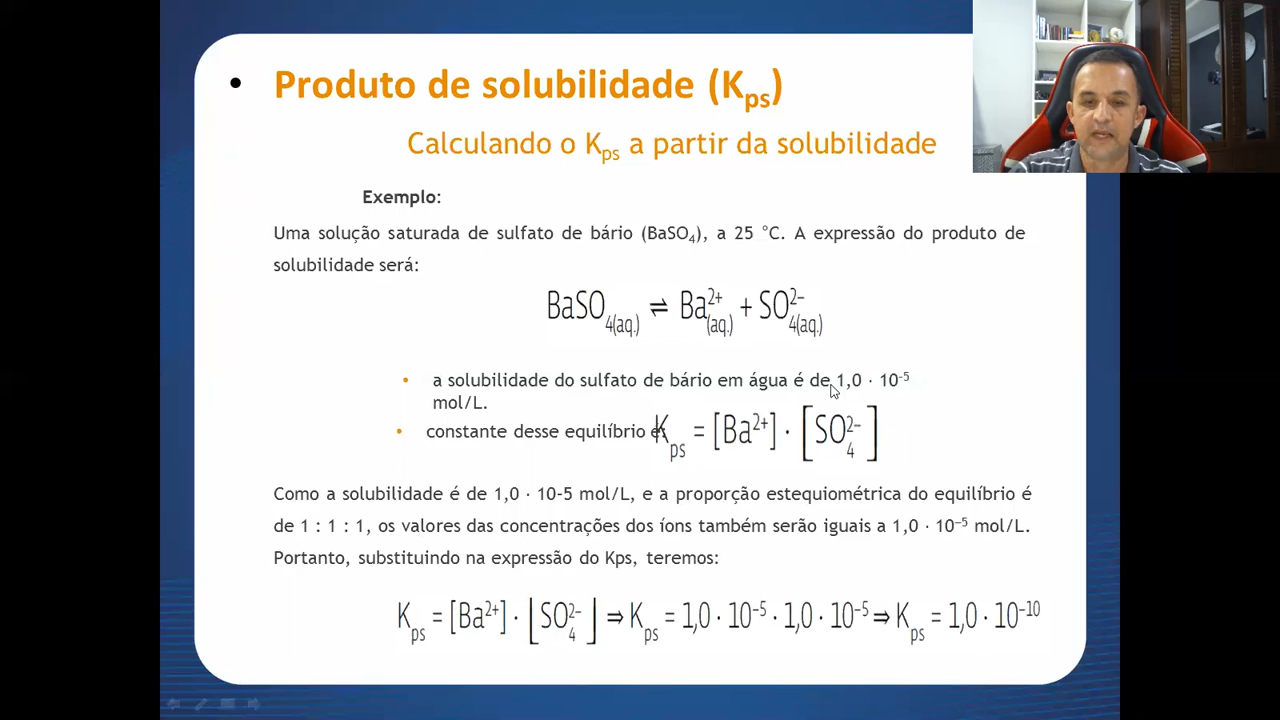 • Produto de solubilidade (Kps)
Calculando o Kps a partir da solubilidade
Exemplo:
Uma solução saturada de sulfato de bário (BaSO4), a 25 °C. A expressão do produto de
solubilidade será:
BaSO4(aq.) ⇌ Ba2+(aq.) + SO2−4(aq.)
• a solubilidade do sulfato de bário em água é de 1,0 · 10–5
mol/L.
• constante desse equilíbrio é: Kps = [Ba2+] · [SO2−4]
Como a solubilidade é de 1,0 · 10-5 mol/L, e a proporção estequiométrica do equilíbrio é
de 1 : 1 : 1, os valores das concentrações dos íons também serão iguais a 1,0 · 10–5 mol/L.
Portanto, substituindo na expressão do Kps, teremos:
Kps = [Ba2+] · ⌊SO2−4⌋ ⇒ Kps = 1,0 · 10−5 · 1,0 · 10−5 ⇒ Kps = 1,0 · 10−10